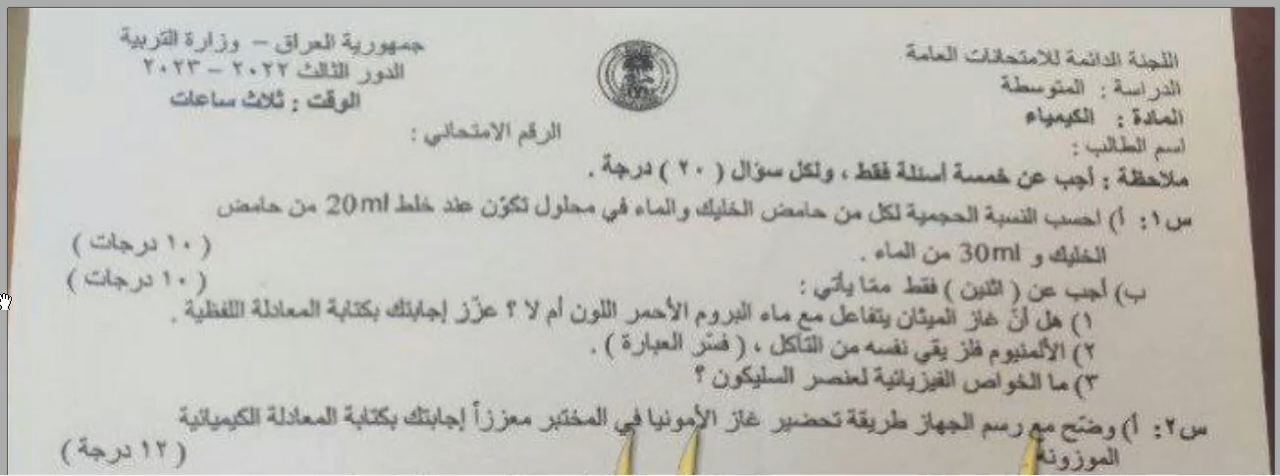 اللجنة الدائمة للامتحانات العامة
الدراسة : المتوسطة
المادة : الكيمياء
اسم الطالب :
جمهورية العراق – وزارة التربية
الدور الثالث ٢٠٢٢ – ٢٠٢٣
الوقت : ثلاث ساعات
الرقم الامتحاني :
ملاحظة : أجب عن خمسة أسئلة فقط ، ولكل سؤال ( ٢٠ ) درجة .
س١: أ) احسب النسبة الحجمية لكل من حامض الخليك والماء في محلول تكوّن عند خلط 20ml من حامض
الخليك و 30ml من الماء . ( ١٠ درجات )
ب) أجب عن ( اثنين ) فقط ممّا يأتي : ( ١٠ درجات )
١) هل أنّ غاز الميثان يتفاعل مع ماء البروم الأحمر اللون أم لا ؟ عزّز إجابتك بكتابة المعادلة اللفظية .
٢) الألمنيوم فلز يقي نفسه من التآكل ، ( فسّر العبارة ) .
٣) ما الخواص الفيزيائية لعنصر السليكون ؟
س٢: أ) وضّح مع رسم الجهاز طريقة تحضير غاز الأمونيا في المختبر معززاً إجابتك بكتابة المعادلة الكيميائية
الموزونة ( ١٢ درجة )